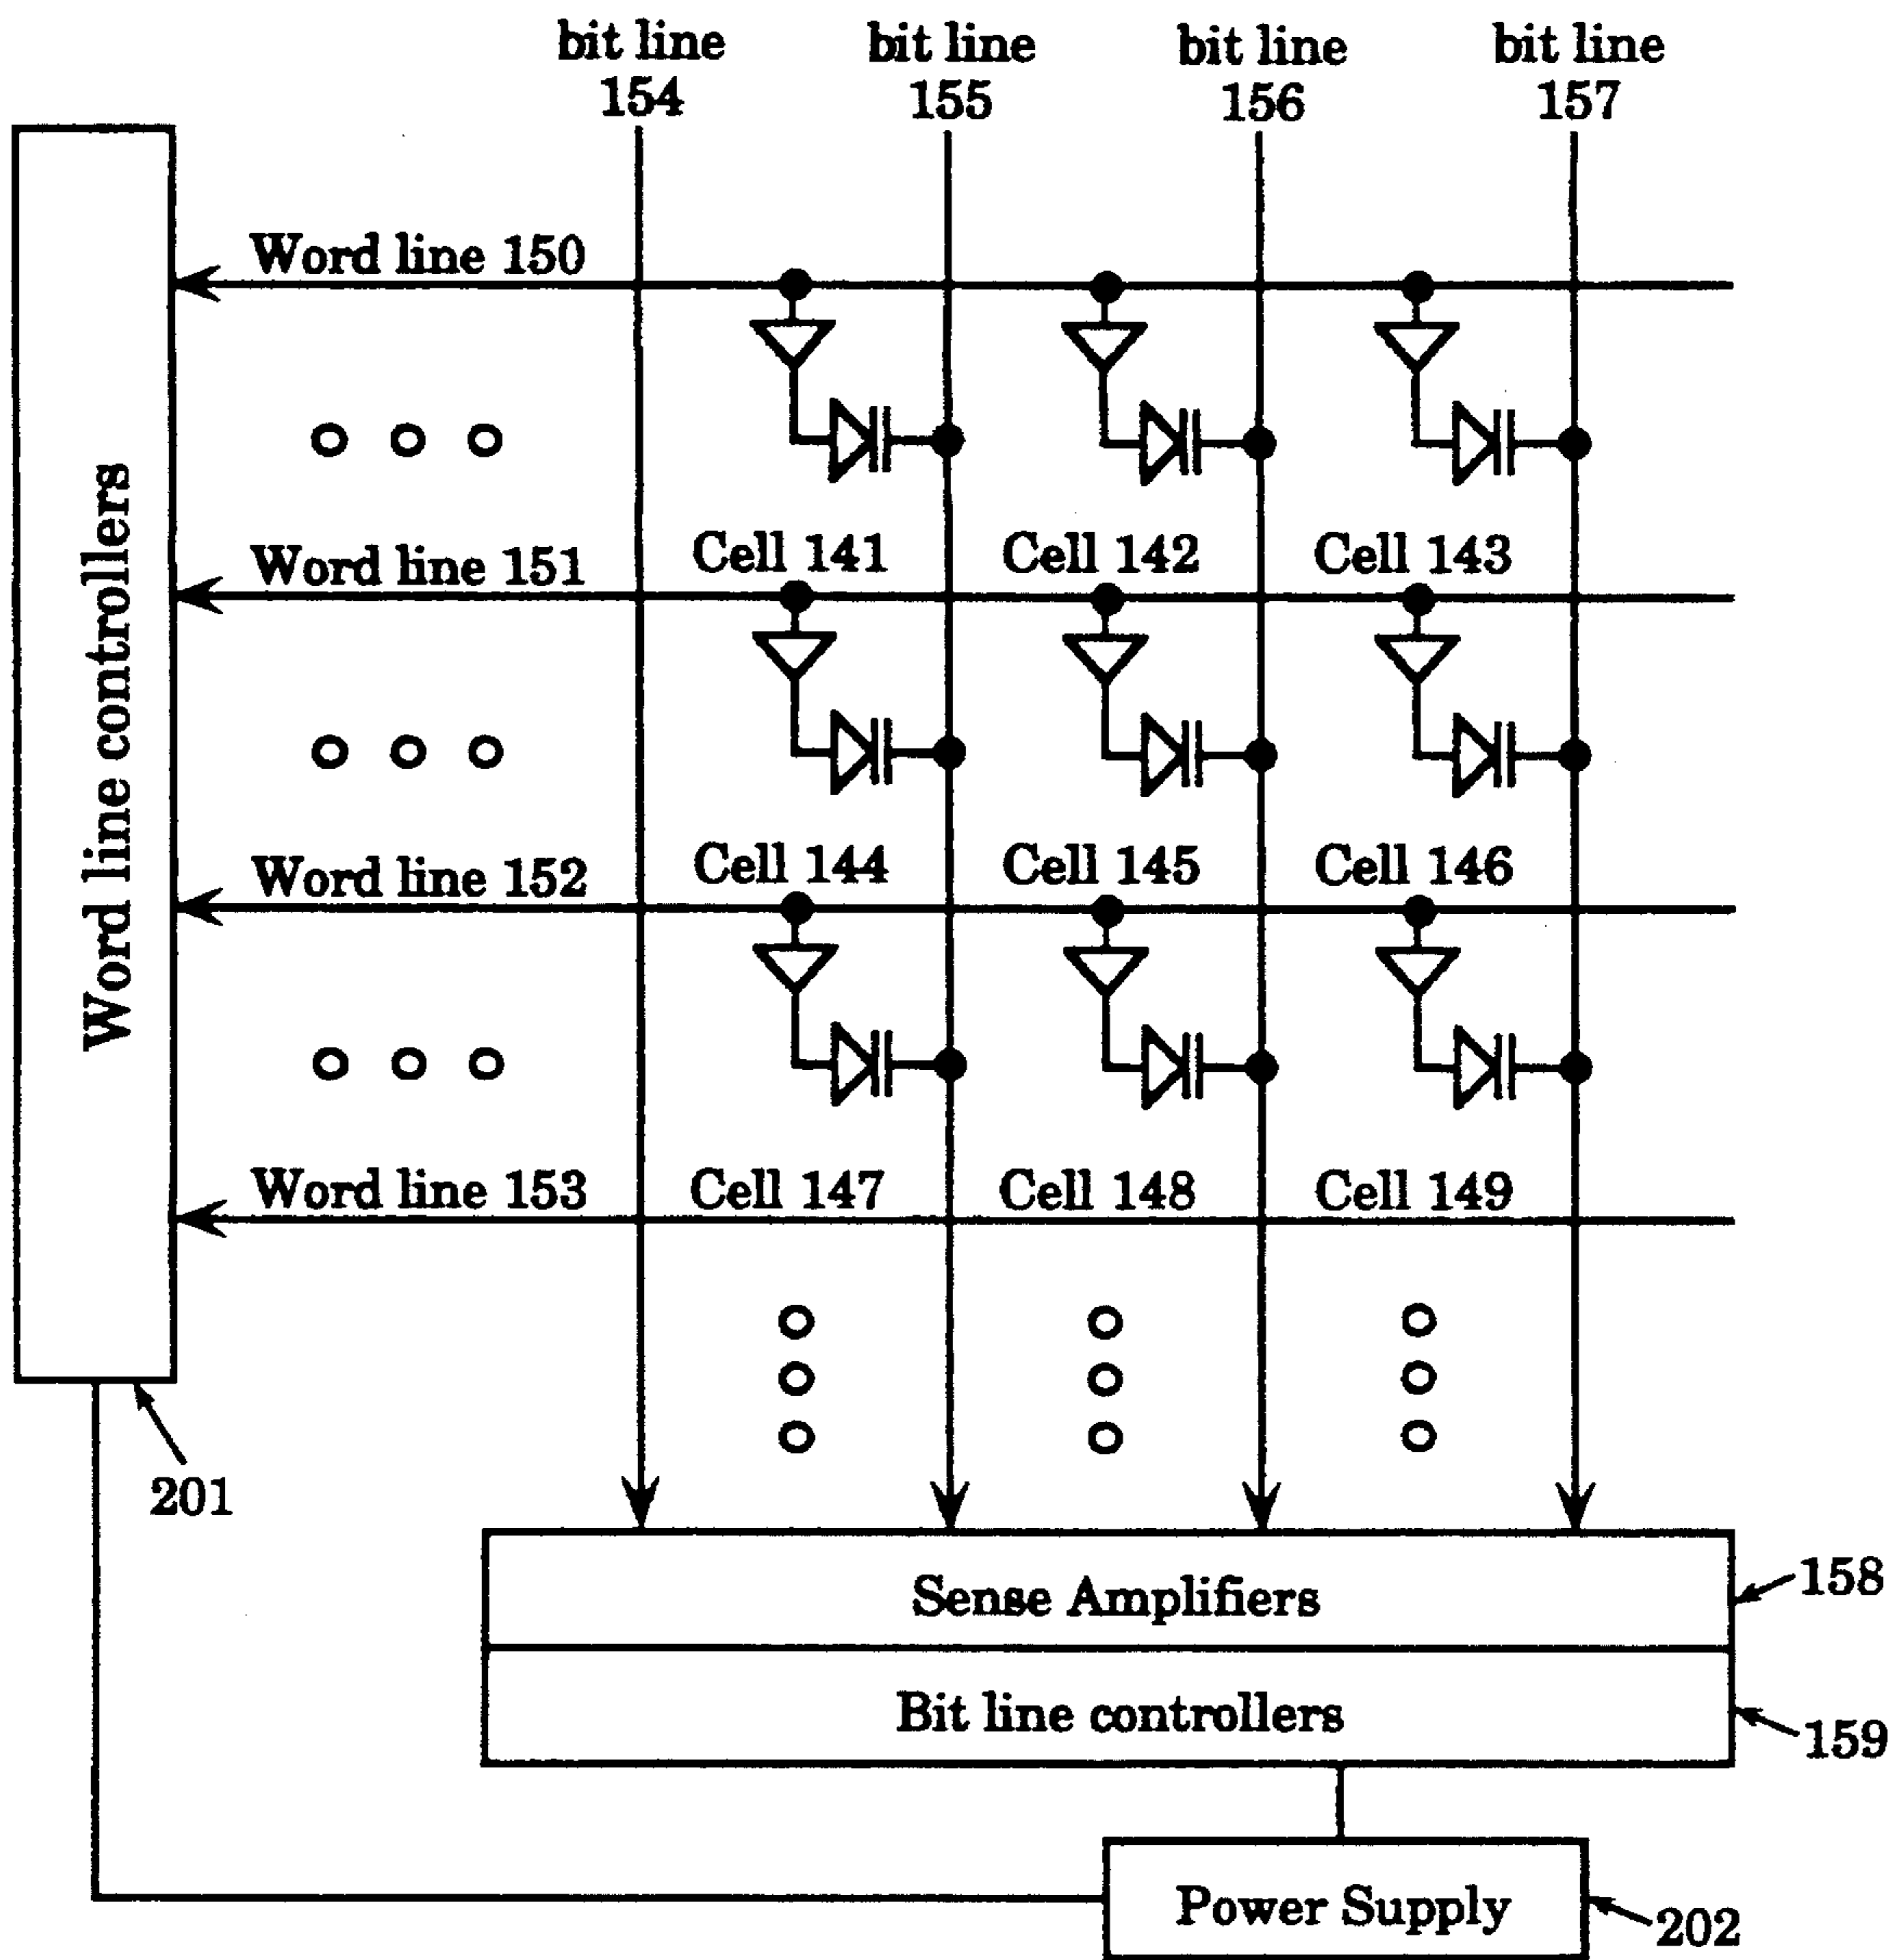 bit line
154
bit line
155
bit line
156
bit line
157
Word line 150
Word line controllers
Cell 141
Cell 142
Cell 143
Word line 151
Cell 144
Cell 145
Cell 146
Word line 152
Cell 147
Cell 148
Cell 149
Word line 153
201
Sense Amplifiers
158
Bit line controllers
159
Power Supply
202